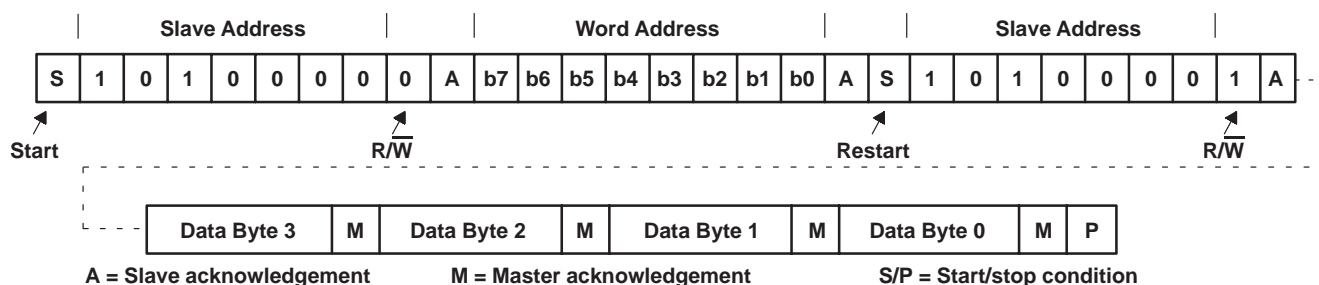 Slave Address Word Address Slave Address
S 1 0 1 0 0 0 0 0 A b7 b6 b5 b4 b3 b2 b1 b0 A S 1 0 1 0 0 0 0 1 A
Start R/W̅ Restart R/W̅
Data Byte 3 M Data Byte 2 M Data Byte 1 M Data Byte 0 M P
A = Slave acknowledgement M = Master acknowledgement S/P = Start/stop condition